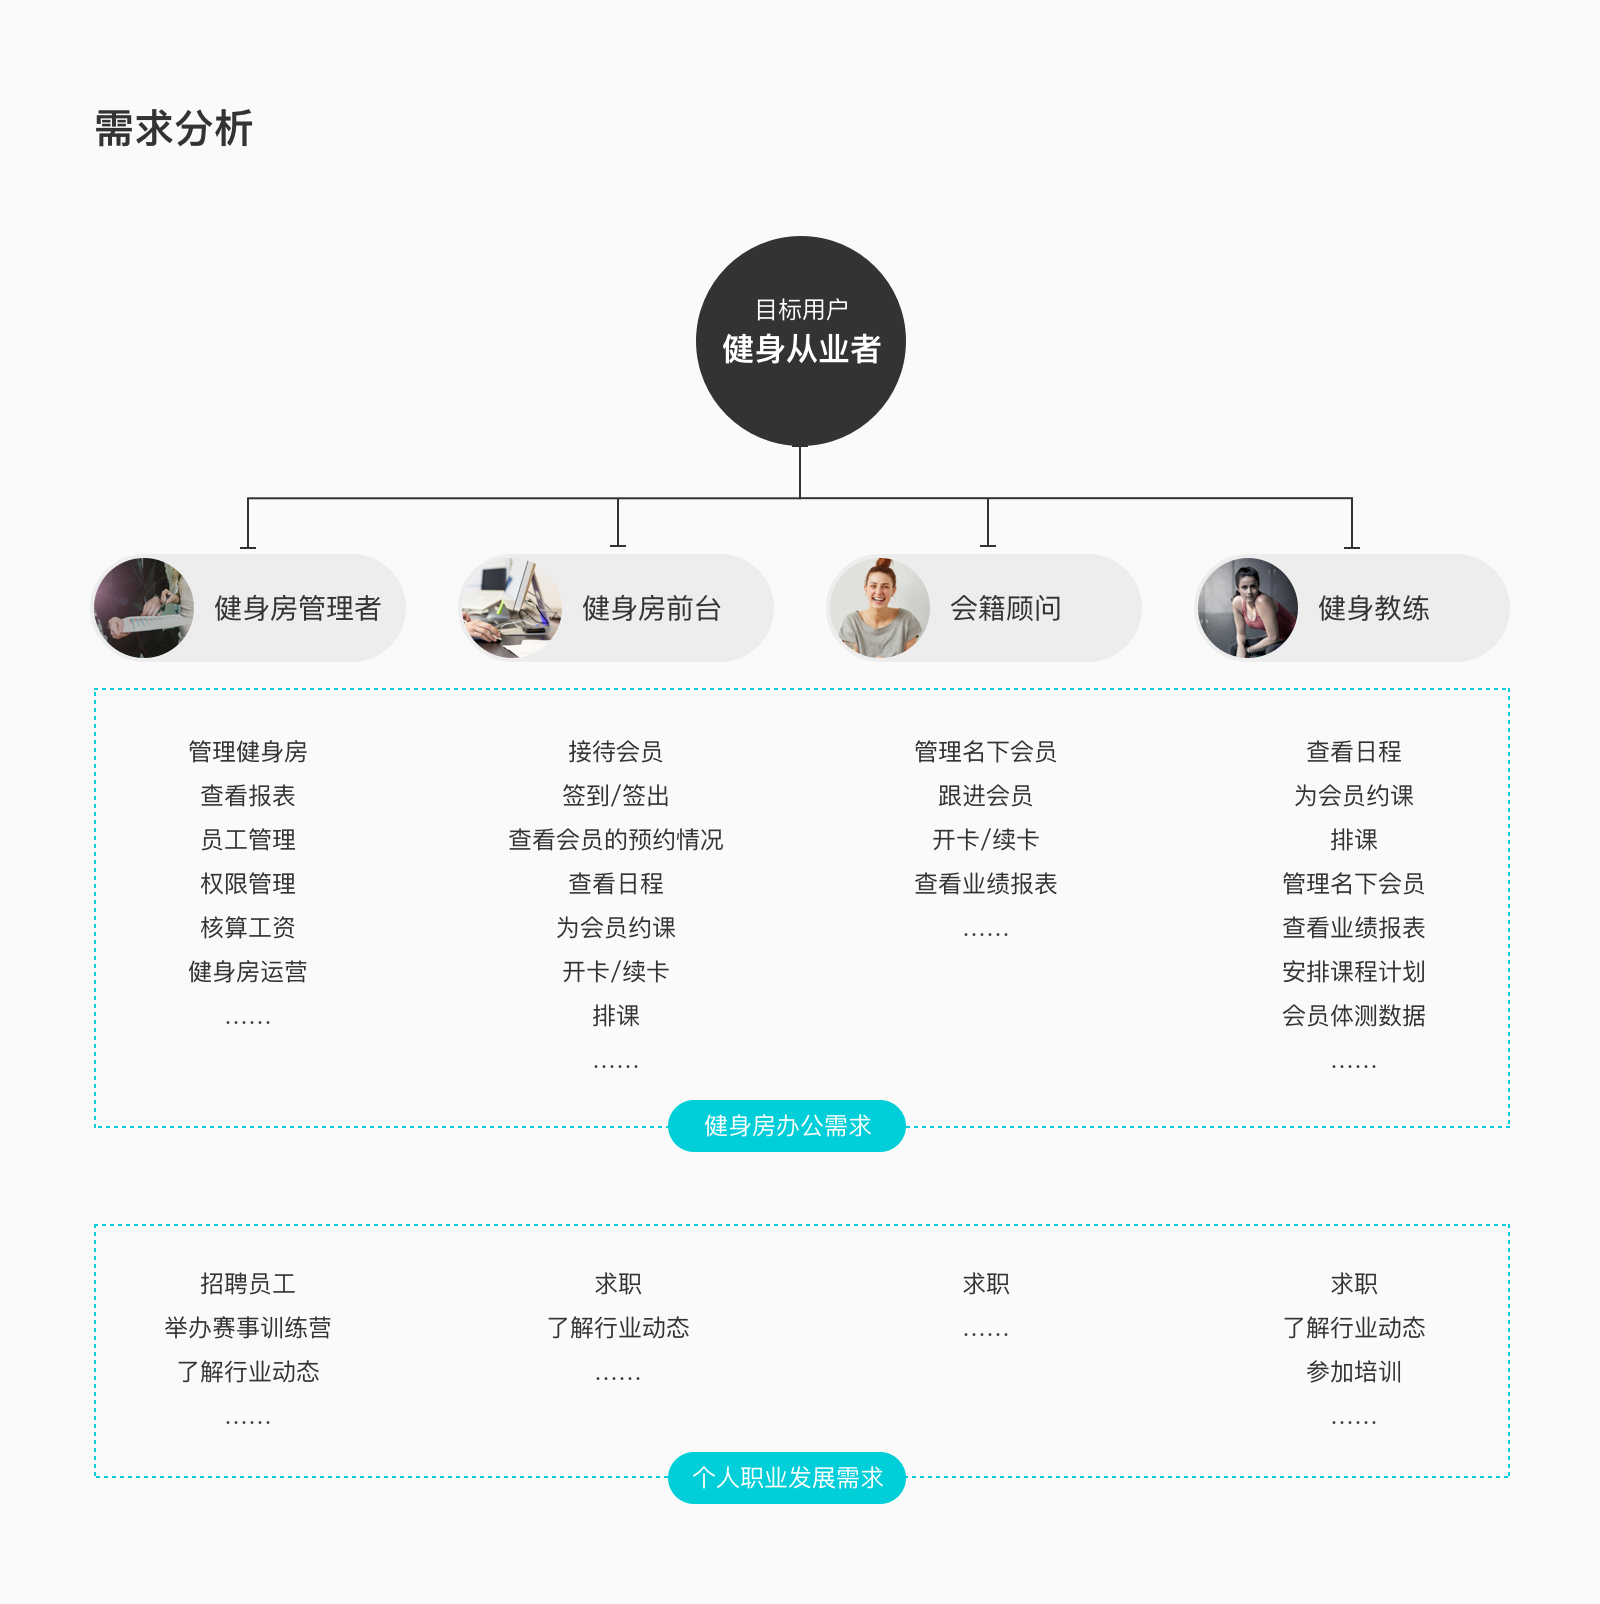 需求分析
目标用户
健身从业者
健身房管理者
健身房前台
会籍顾问
健身教练
管理健身房
查看报表
员工管理
权限管理
核算工资
健身房运营
……
接待会员
签到/签出
查看会员的预约情况
查看日程
为会员约课
开卡/续卡
排课
……
管理名下会员
跟进会员
开卡/续卡
查看业绩报表
……
查看日程
为会员约课
排课
管理名下会员
查看业绩报表
安排课程计划
会员体测数据
……
健身房办公需求
招聘员工
举办赛事训练营
了解行业动态
……
求职
了解行业动态
……
求职
……
求职
了解行业动态
参加培训
……
个人职业发展需求